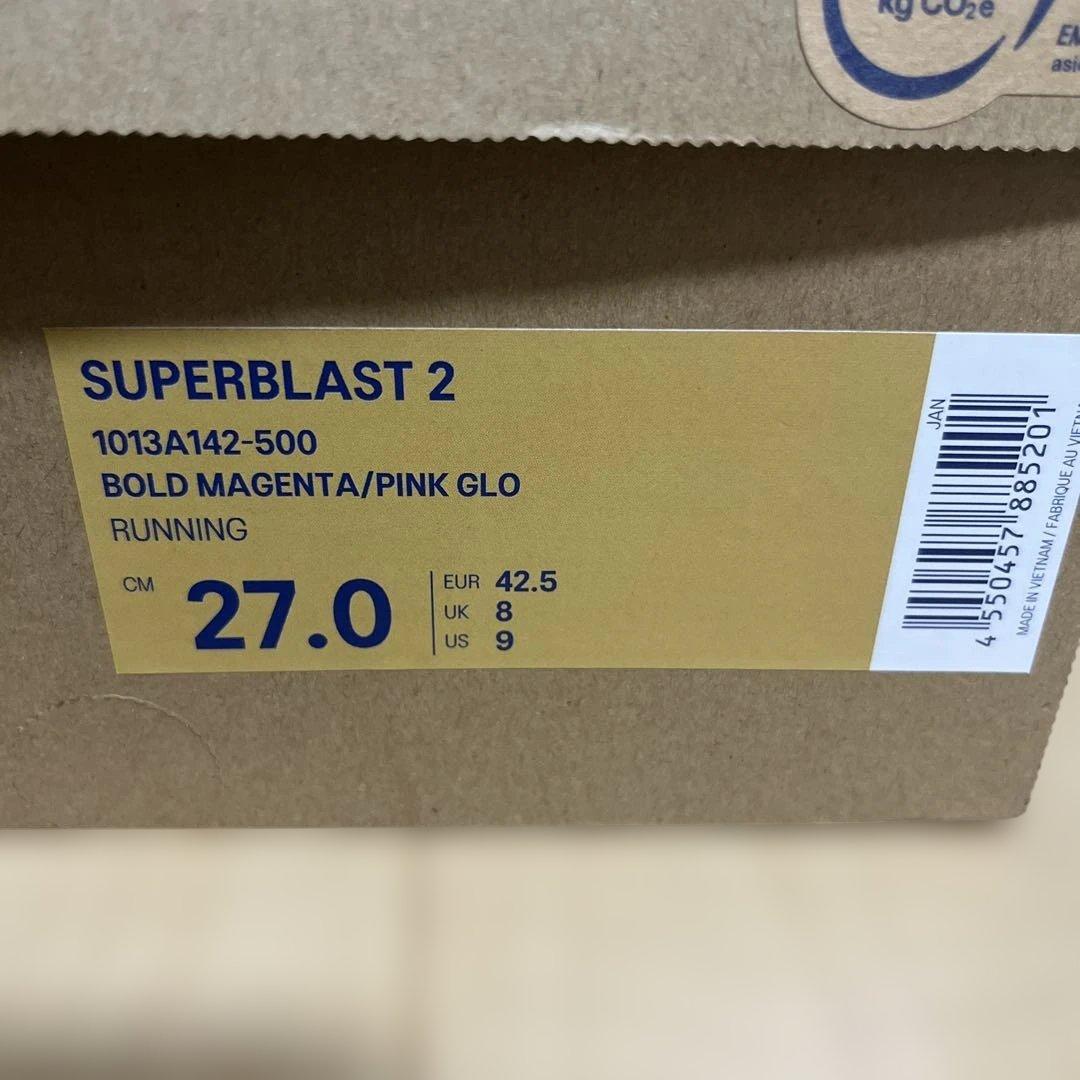 kg CO₂e
SUPERBLAST 2
1013A142-500
BOLD MAGENTA/PINK GLO
RUNNING
CM 27.0
EUR 42.5
UK 8
US 9
JAN
4 550457 885201
MADE IN VIETNAM / FABRIQUE AU